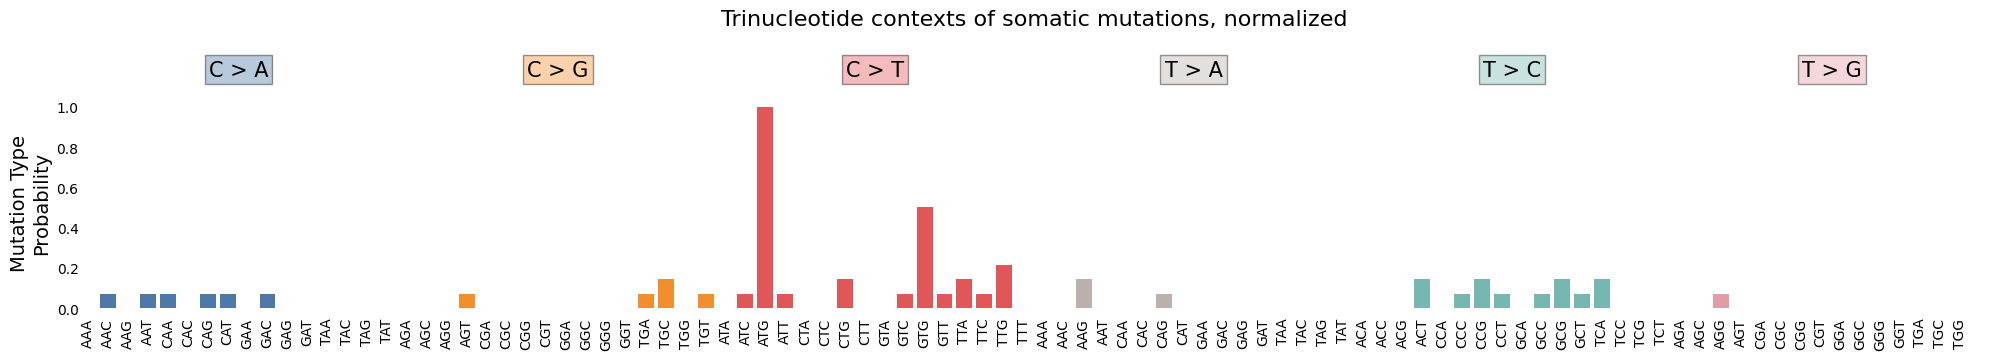 Trinucleotide contexts of somatic mutations, normalized
C > A
C > G
C > T
T > A
T > C
T > G
Mutation Type
Probability
1.0
0.8
0.6
0.4
0.2
0.0
AAA AAC AAG AAT CAA CAC CAG CAT GAA GAC GAG GAT TAA TAC TAG TAT AGA AGC AGG AGT CGA CGC CGG CGT GGA GGC GGG GGT TGA TGC TGG TGT ATA ATC ATG ATT CTA CTC CTG CTT GTA GTC GTG GTT TTA TTC TTG TTT AAA AAC AAG AAT CAA CAC CAG CAT GAA GAC GAG GAT TAA TAC TAG TAT ACA ACC ACG ACT CCA CCC CCG CCT GCA GCC GCG GCT TCA TCC TCG TCT AGA AGC AGG AGT CGA CGC CGG CGT GGA GGC GGG GGT TGA TGC TGG